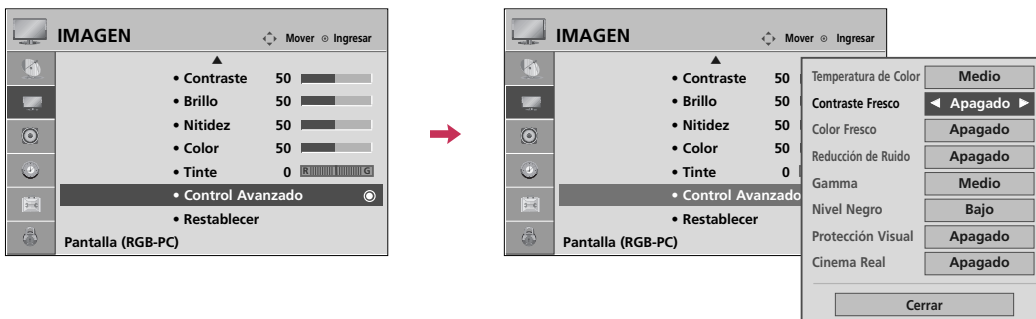 IMAGEN
Mover Ingresar
• Contraste 50
• Brillo 50
• Nitidez 50
• Color 50
• Tinte 0 R G
• Control Avanzado
• Restablecer
Pantalla (RGB-PC)
IMAGEN
Mover Ingresar
• Contraste 50
• Brillo 50
• Nitidez 50
• Color 50
• Tinte 0
• Control Avanzado
• Restablecer
Pantalla (RGB-PC)
Temperatura de Color Medio
Contraste Fresco ◀ Apagado ▶
Color Fresco Apagado
Reducción de Ruido Apagado
Gamma Medio
Nivel Negro Bajo
Protección Visual Apagado
Cinema Real Apagado
Cerrar